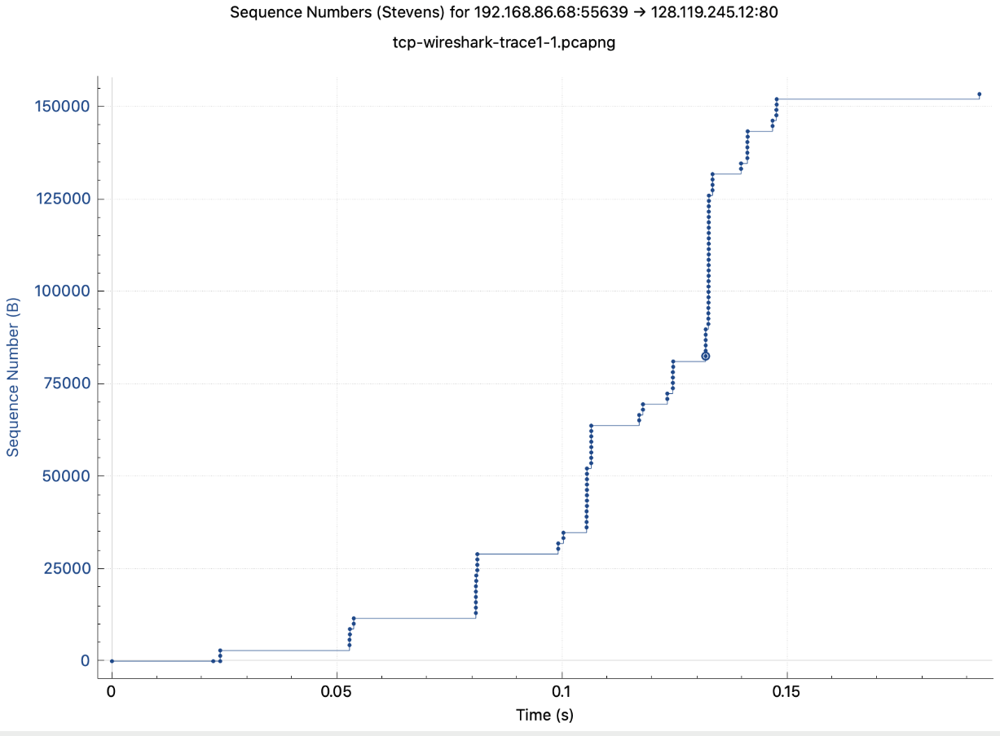 Sequence Numbers (Stevens) for 192.168.86.68:55639 → 128.119.245.12:80
tcp-wireshark-trace1-1.pcapng
150000
125000
100000
75000
50000
25000
0
Sequence Number (B)
0 0.05 0.1 0.15
Time (s)